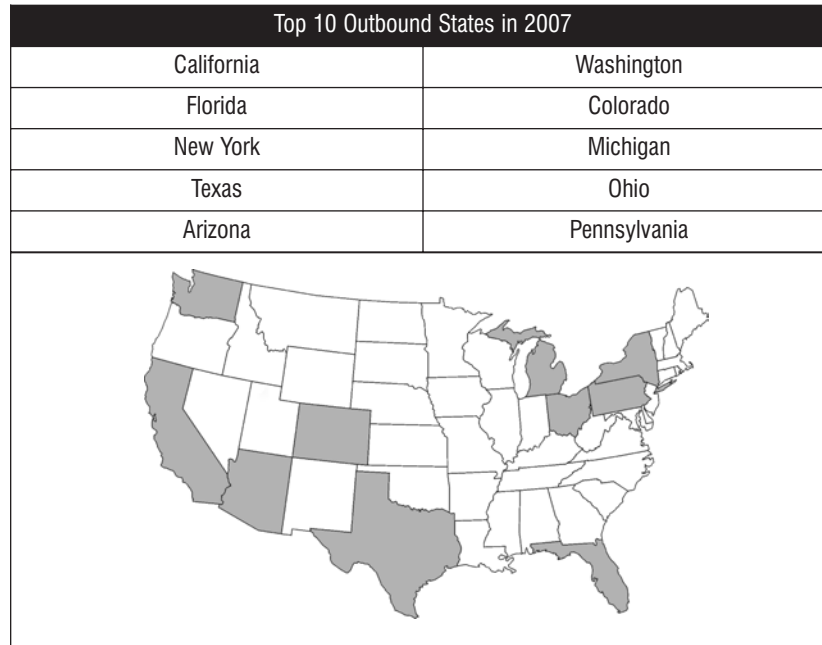 Top 10 Outbound States in 2007
California Washington
Florida Colorado
New York Michigan
Texas Ohio
Arizona Pennsylvania